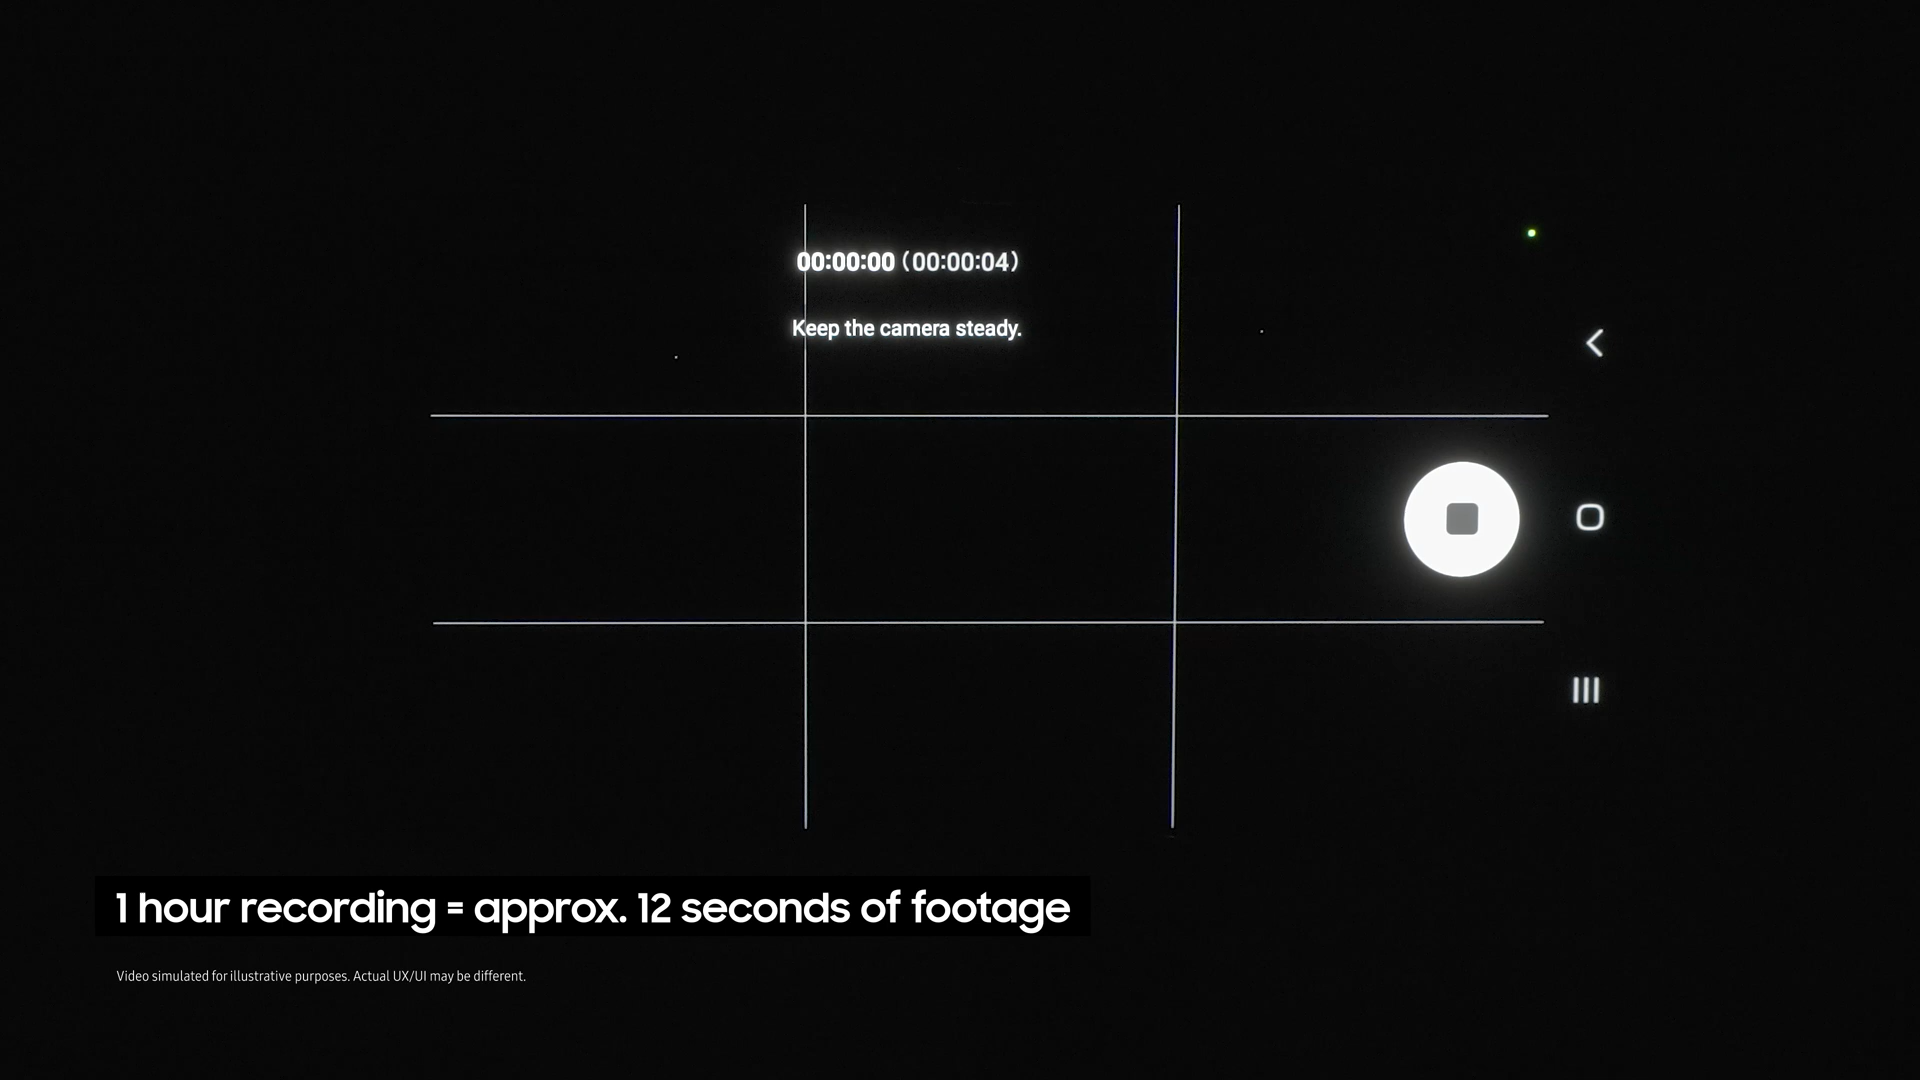 00:00:00 (00:00:04)
Keep the camera steady.
1 hour recording = approx. 12 seconds of footage
Video simulated for illustrative purposes. Actual UX/UI may be different.